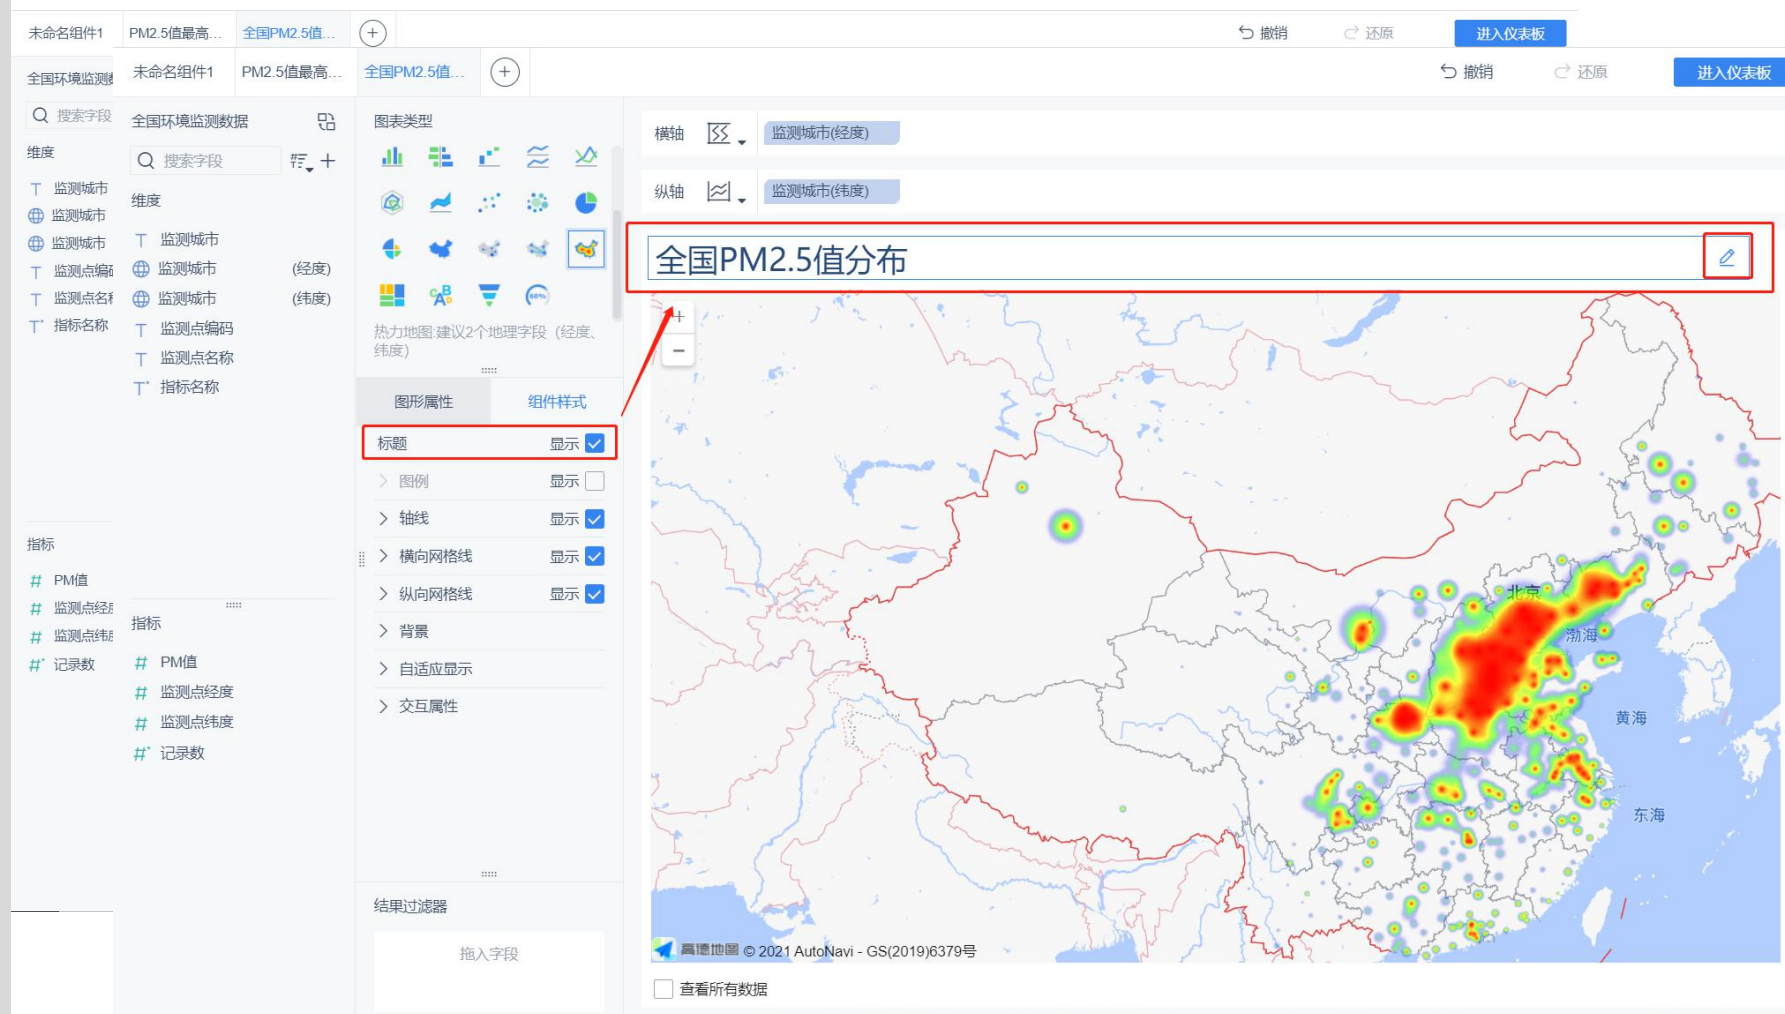 未命名组件1 PM2.5值最高... 全国PM2.5值... 撤销 还原 进入仪表板
未命名组件1 PM2.5值最高... 全国PM2.5值... 撤销 还原 进入仪表板
全国环境监测
搜索字段
维度
监测城市
监测城市
监测城市
监测点编
监测点名
指标名称
指标
PM值
监测点经
监测点纬
记录数
全国环境监测数据
搜索字段
维度
监测城市
监测城市 (经度)
监测城市 (纬度)
监测点编码
监测点名称
指标名称
指标
PM值
监测点经度
监测点纬度
记录数
图表类型
60%
热力地图:建议2个地理字段（经度、
纬度）
图形属性 组件样式
标题 显示
图例 显示
轴线 显示
横向网格线 显示
纵向网格线 显示
背景
自适应显示
交互属性
结果过滤器
拖入字段
横轴 监测城市(经度)
纵轴 监测城市(纬度)
全国PM2.5值分布
北京
渤海
黄海
东海
高德地图 © 2021 AutoNavi - GS(2019)6379号
查看所有数据